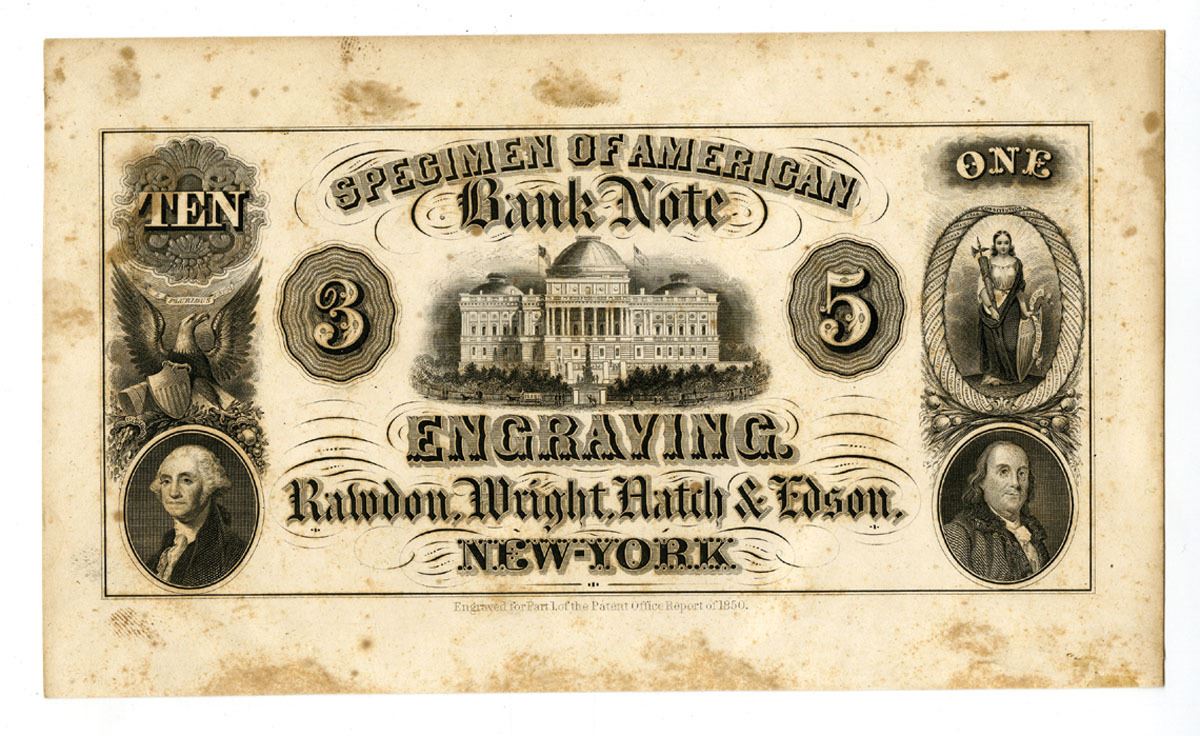 SPECIMEN OF AMERICAN
Bank Note
TEN
ONE
PLURIBUS
3
5
ENGRAVING.
Rawdon, Wright, Hatch & Edson,
NEW-YORK.
Engraved for Part 1. of the Patent Office Report of 1850.